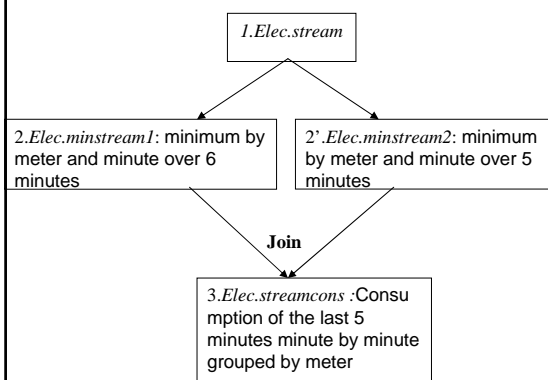 1.Elec.stream
2.Elec.minstream1: minimum by
meter and minute over 6
minutes
2’.Elec.minstream2: minimum
by meter and minute over 5
minutes
Join
3.Elec.streamcons :Consu
mption of the last 5
minutes minute by minute
grouped by meter